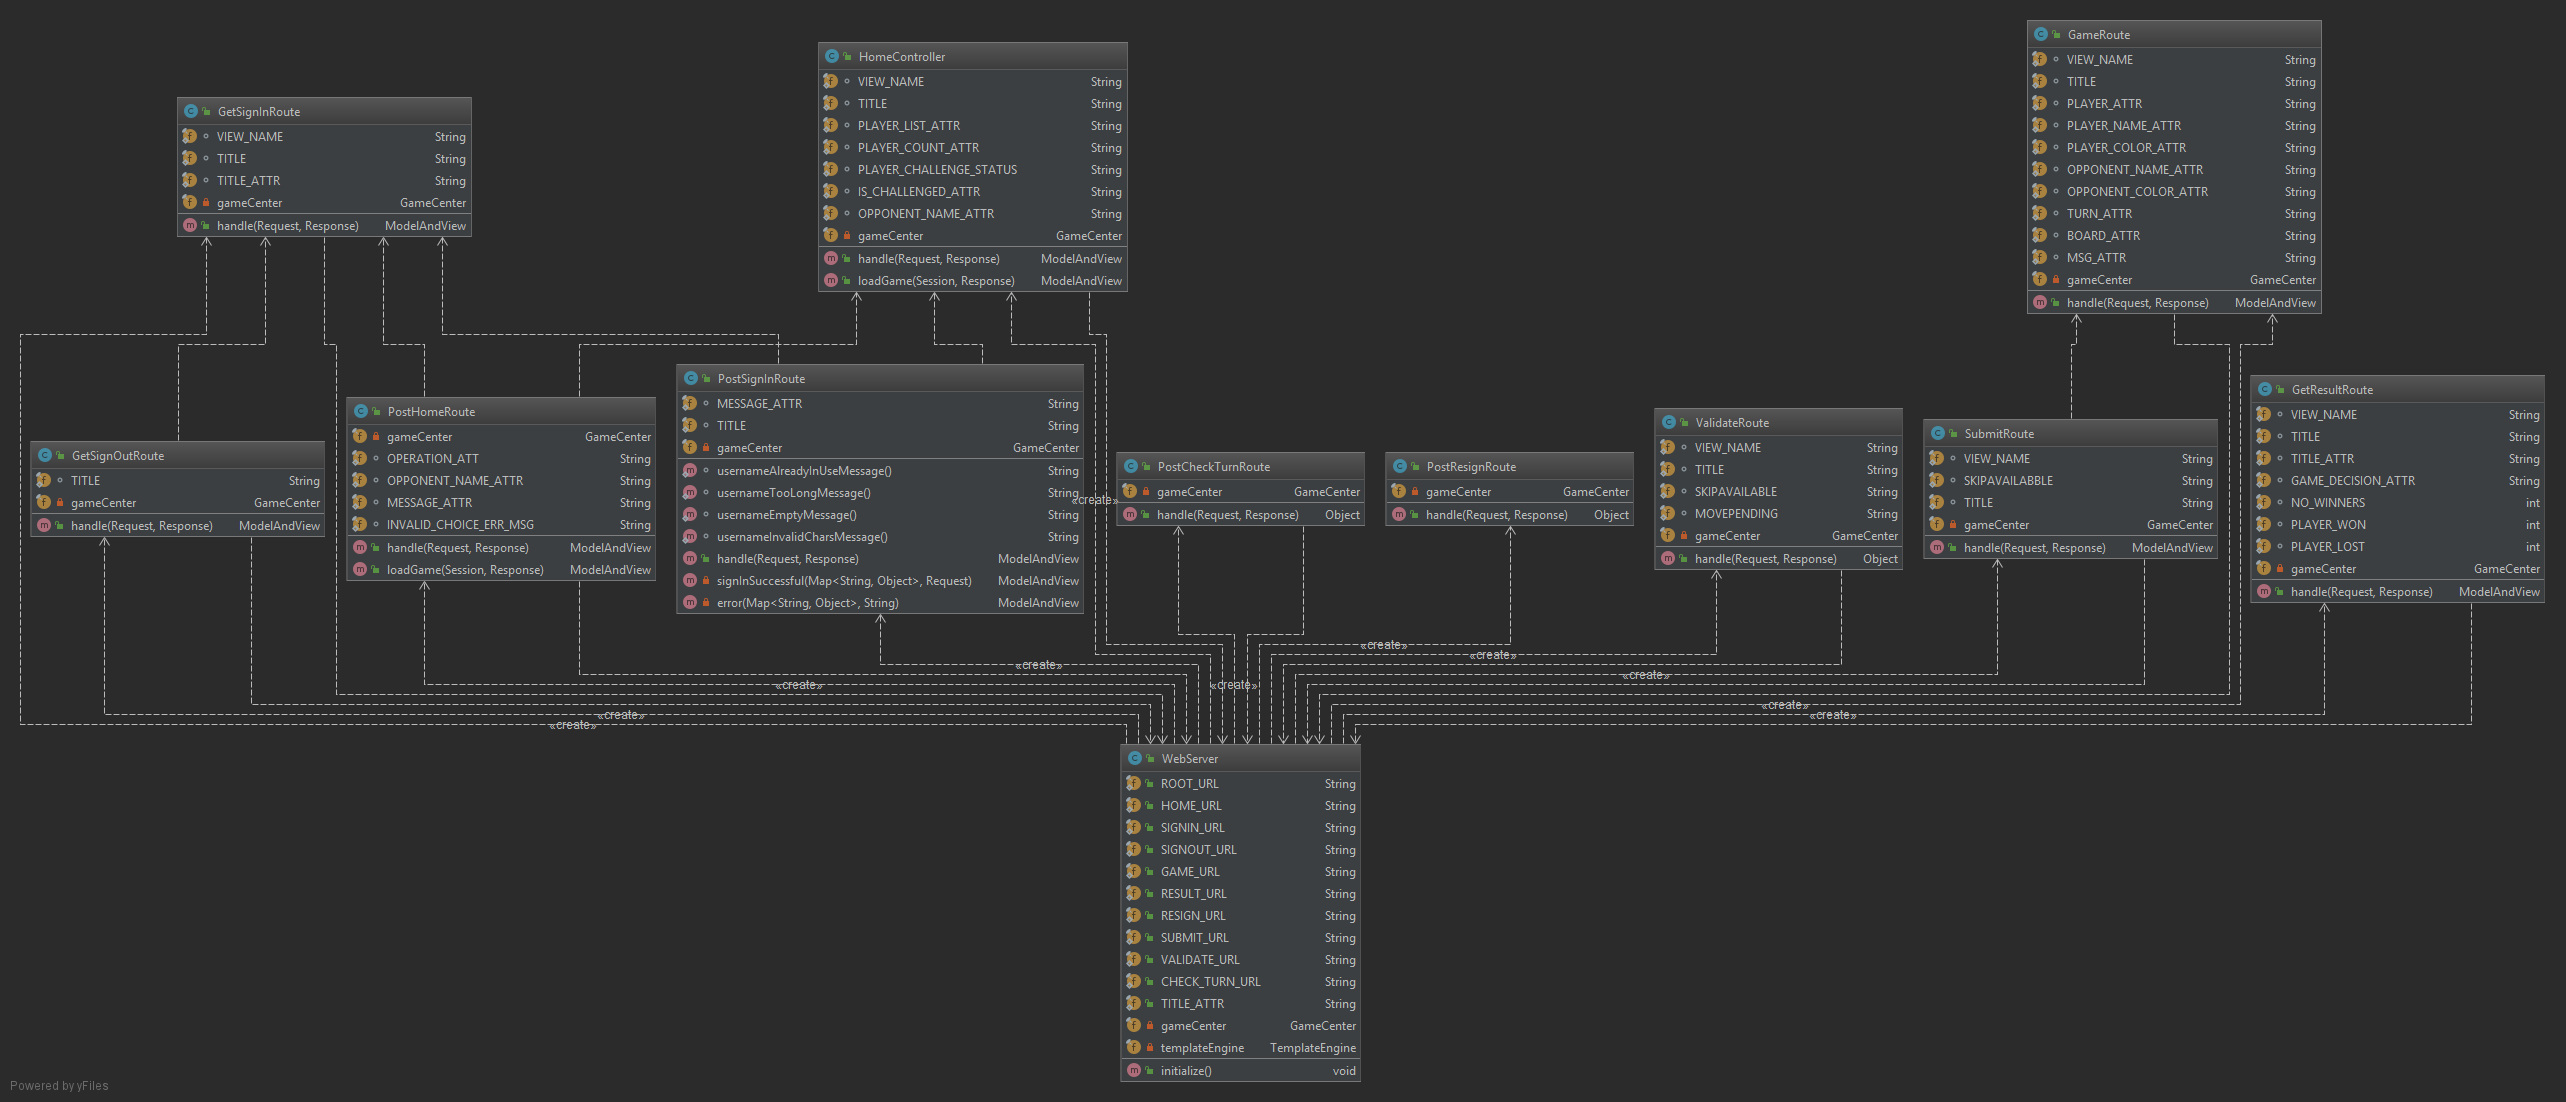 GameRoute
VIEW_NAME String
TITLE String
PLAYER_ATTR String
PLAYER_NAME_ATTR String
PLAYER_COLOR_ATTR String
OPPONENT_NAME_ATTR String
OPPONENT_COLOR_ATTR String
TURN_ATTR String
BOARD_ATTR String
MSG_ATTR String
gameCenter GameCenter
handle(Request, Response) ModelAndView
HomeController
VIEW_NAME String
TITLE String
PLAYER_LIST_ATTR String
PLAYER_COUNT_ATTR String
PLAYER_CHALLENGE_STATUS String
IS_CHALLENGED_ATTR String
OPPONENT_NAME_ATTR String
gameCenter GameCenter
handle(Request, Response) ModelAndView
loadGame(Session, Response) ModelAndView
GetSignInRoute
VIEW_NAME String
TITLE String
TITLE_ATTR String
gameCenter GameCenter
handle(Request, Response) ModelAndView
GetSignOutRoute
TITLE String
gameCenter GameCenter
handle(Request, Response) ModelAndView
PostHomeRoute
gameCenter GameCenter
OPERATION_ATT String
OPPONENT_NAME_ATTR String
MESSAGE_ATTR String
INVALID_CHOICE_ERR_MSG String
handle(Request, Response) ModelAndView
loadGame(Session, Response) ModelAndView
PostSignInRoute
MESSAGE_ATTR String
TITLE String
gameCenter GameCenter
usernameAlreadyInUseMessage() String
usernameTooLongMessage() String
usernameEmptyMessage() String
usernameInvalidCharsMessage() String
handle(Request, Response) ModelAndView
signInSuccessful(Map<String, Object>, Request) ModelAndView
error(Map<String, Object>, String) ModelAndView
«create»
PostCheckTurnRoute
gameCenter GameCenter
handle(Request, Response) Object
PostResignRoute
gameCenter GameCenter
handle(Request, Response) Object
ValidateRoute
VIEW_NAME String
TITLE String
SKIPAVAILABLE String
MOVEPENDING String
gameCenter GameCenter
handle(Request, Response) Object
SubmitRoute
VIEW_NAME String
SKIPAVAILABBLE String
TITLE String
gameCenter GameCenter
handle(Request, Response) ModelAndView
GetResultRoute
VIEW_NAME String
TITLE String
TITLE_ATTR String
GAME_DECISION_ATTR String
NO_WINNERS int
PLAYER_WON int
PLAYER_LOST int
gameCenter GameCenter
handle(Request, Response) ModelAndView
«create»
«create»
«create»
«create»
«create»
«create»
«create»
«create»
«create»
«create»
WebServer
ROOT_URL String
HOME_URL String
SIGNIN_URL String
SIGNOUT_URL String
GAME_URL String
RESULT_URL String
RESIGN_URL String
SUBMIT_URL String
VALIDATE_URL String
CHECK_TURN_URL String
TITLE_ATTR String
gameCenter GameCenter
templateEngine TemplateEngine
initialize() void
Powered by yFiles